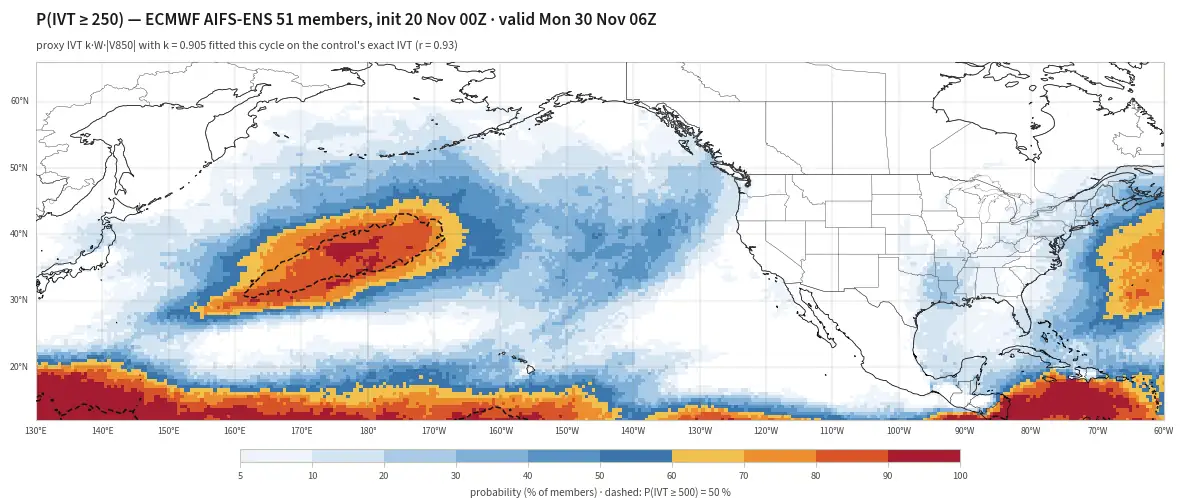 P(IVT ≥ 250) — ECMWF AIFS-ENS 51 members, init 20 Nov 00Z · valid Mon 30 Nov 06Z
proxy IVT k·W·|V850| with k = 0.905 fitted this cycle on the control's exact IVT (r = 0.93)
60°N
50°N
40°N
30°N
20°N
130°E 140°E 150°E 160°E 170°E 180° 170°W 160°W 150°W 140°W 130°W 120°W 110°W 100°W 90°W 80°W 70°W 60°W
5 10 20 30 40 50 60 70 80 90 100
probability (% of members) · dashed: P(IVT ≥ 500) = 50 %